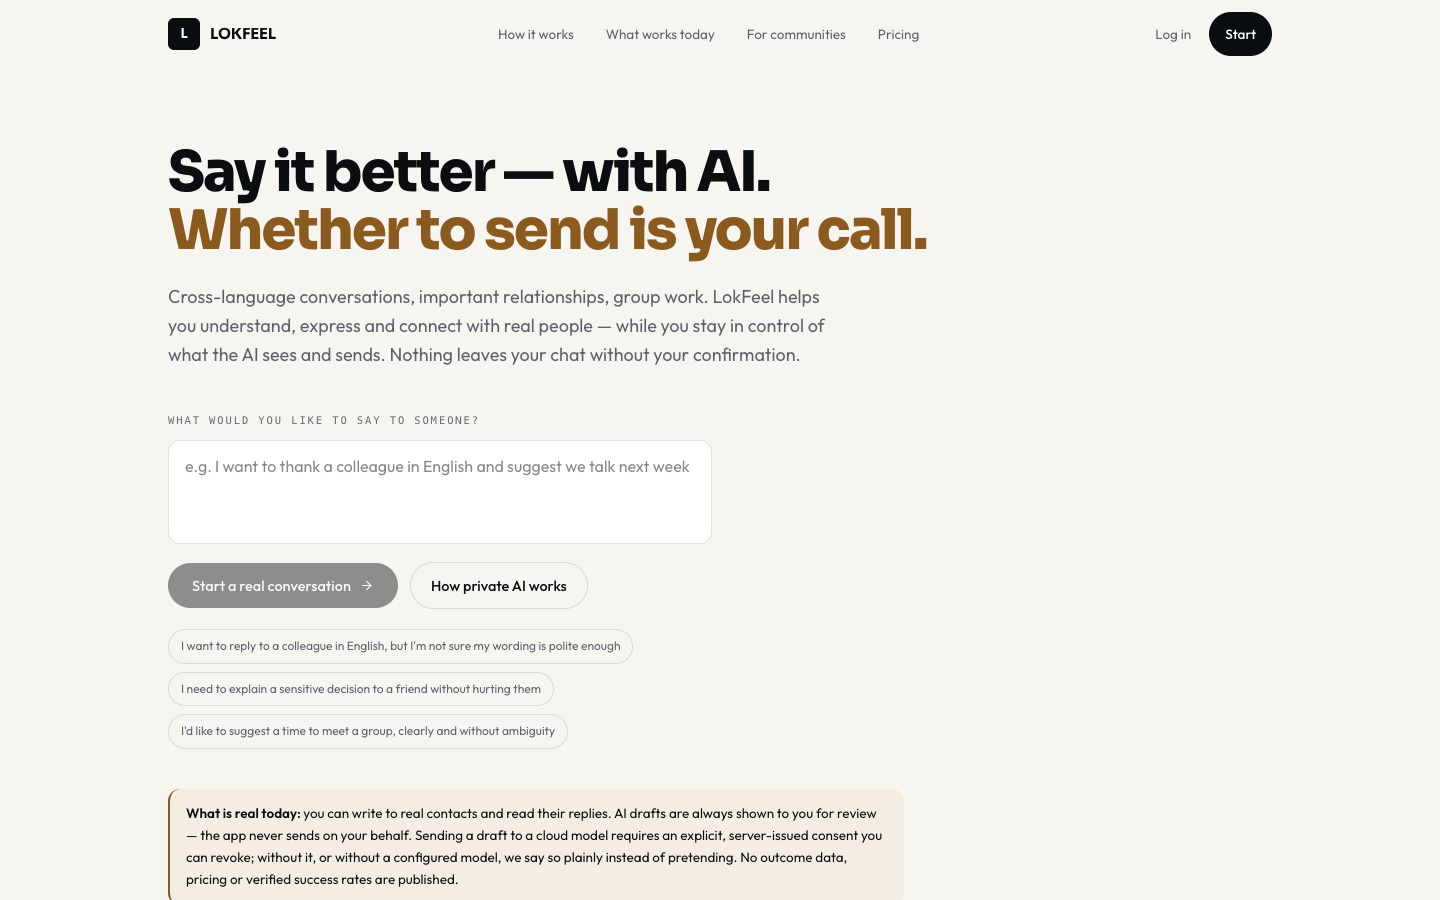 L LOKFEEL How it works What works today For communities Pricing Log in Start
Say it better — with AI.
Whether to send is your call.
Cross-language conversations, important relationships, group work. LokFeel helps
you understand, express and connect with real people — while you stay in control of
what the AI sees and sends. Nothing leaves your chat without your confirmation.
WHAT WOULD YOU LIKE TO SAY TO SOMEONE?
e.g. I want to thank a colleague in English and suggest we talk next week
Start a real conversation → How private AI works
I want to reply to a colleague in English, but I'm not sure my wording is polite enough
I need to explain a sensitive decision to a friend without hurting them
I'd like to suggest a time to meet a group, clearly and without ambiguity
What is real today: you can write to real contacts and read their replies. AI drafts are always shown to you for review
— the app never sends on your behalf. Sending a draft to a cloud model requires an explicit, server-issued consent you
can revoke; without it, or without a configured model, we say so plainly instead of pretending. No outcome data,
pricing or verified success rates are published.